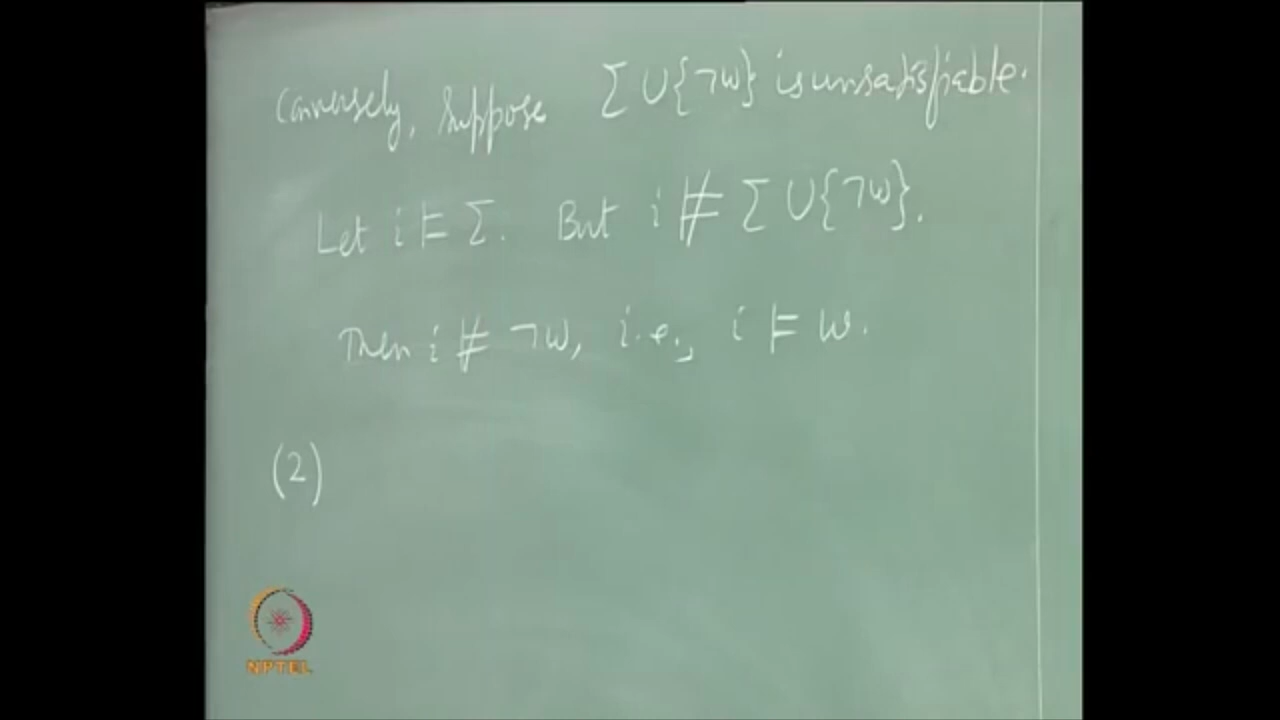 Conversely, Suppose Σ ∪ {¬w} is unsatisfiable.
Let i ⊨ Σ. But i ⊭ Σ ∪ {¬w}.
Then i ⊭ ¬w, i.e., i ⊨ w.
(2)
NPTEL